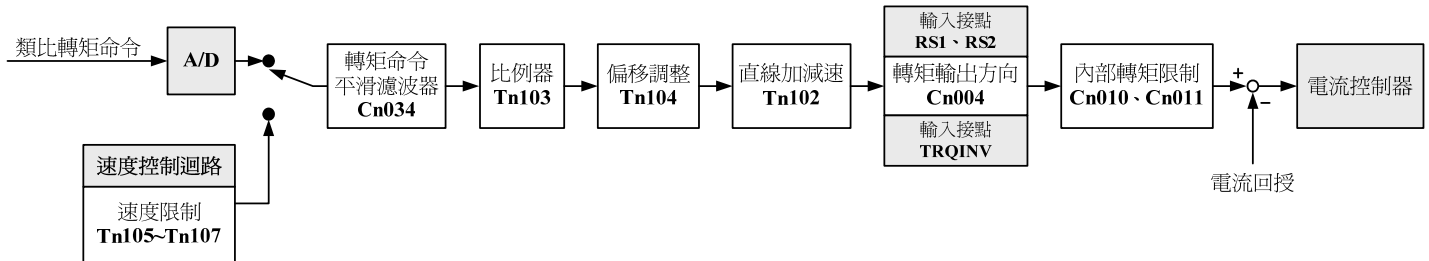 類比轉矩命令
A/D
轉矩命令
平滑濾波器
Cn034
比例器
Tn103
偏移調整
Tn104
直線加減速
Tn102
輸入接點
RS1、RS2
轉矩輸出方向
Cn004
輸入接點
TRQINV
內部轉矩限制
Cn010、Cn011
+
−
電流控制器
電流回授
速度控制迴路
速度限制
Tn105~Tn107